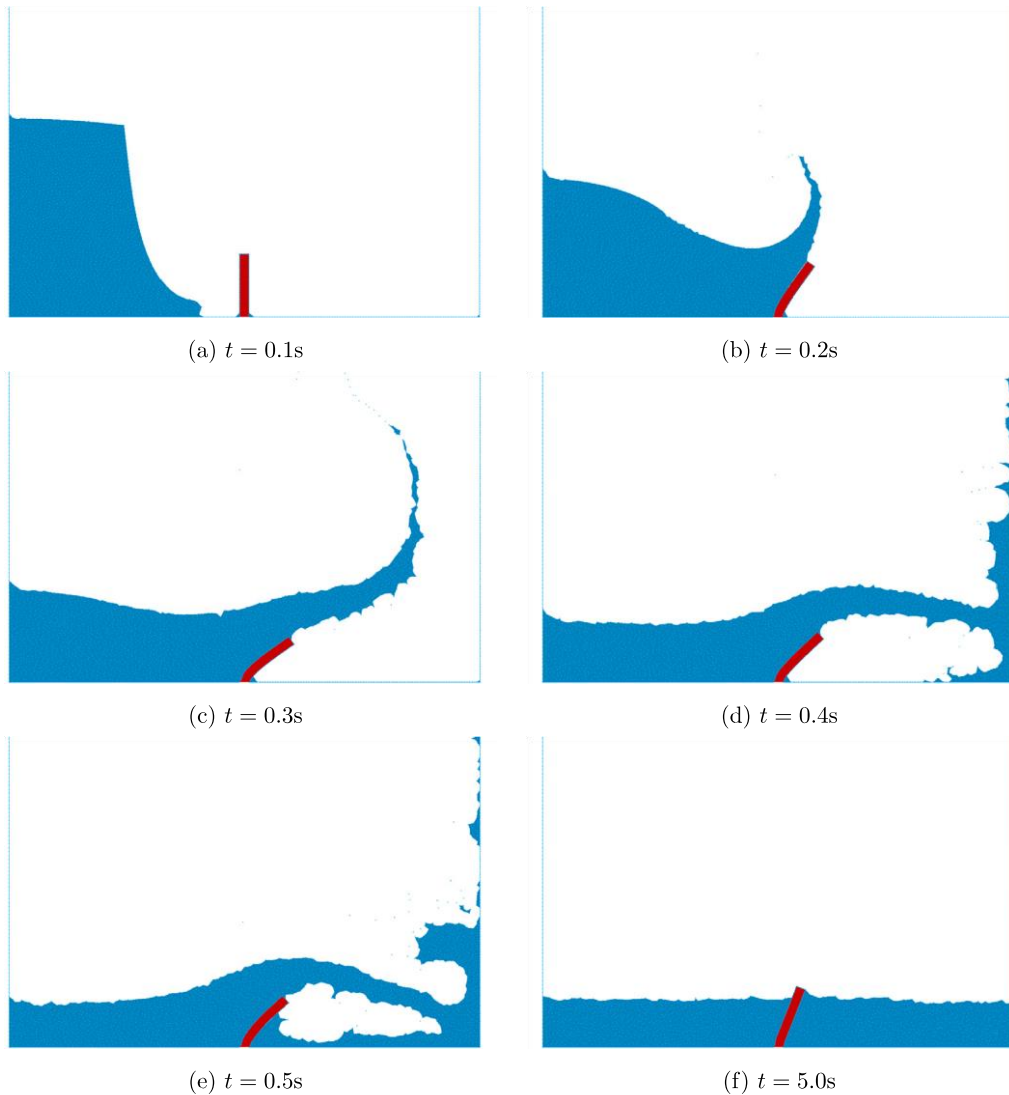 (a) t = 0.1s
(b) t = 0.2s
(c) t = 0.3s
(d) t = 0.4s
(e) t = 0.5s
(f) t = 5.0s